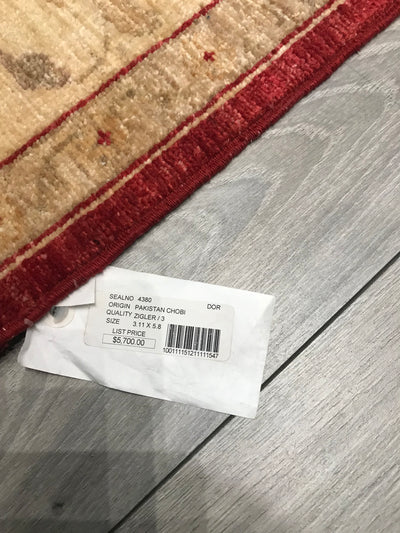 SEALNO 4380 DOR
ORIGIN PAKISTAN CHOBI
QUALITY ZIGLER / 3
SIZE 3.11 X 5.8
LIST PRICE
$5,700.00
100111151211111547